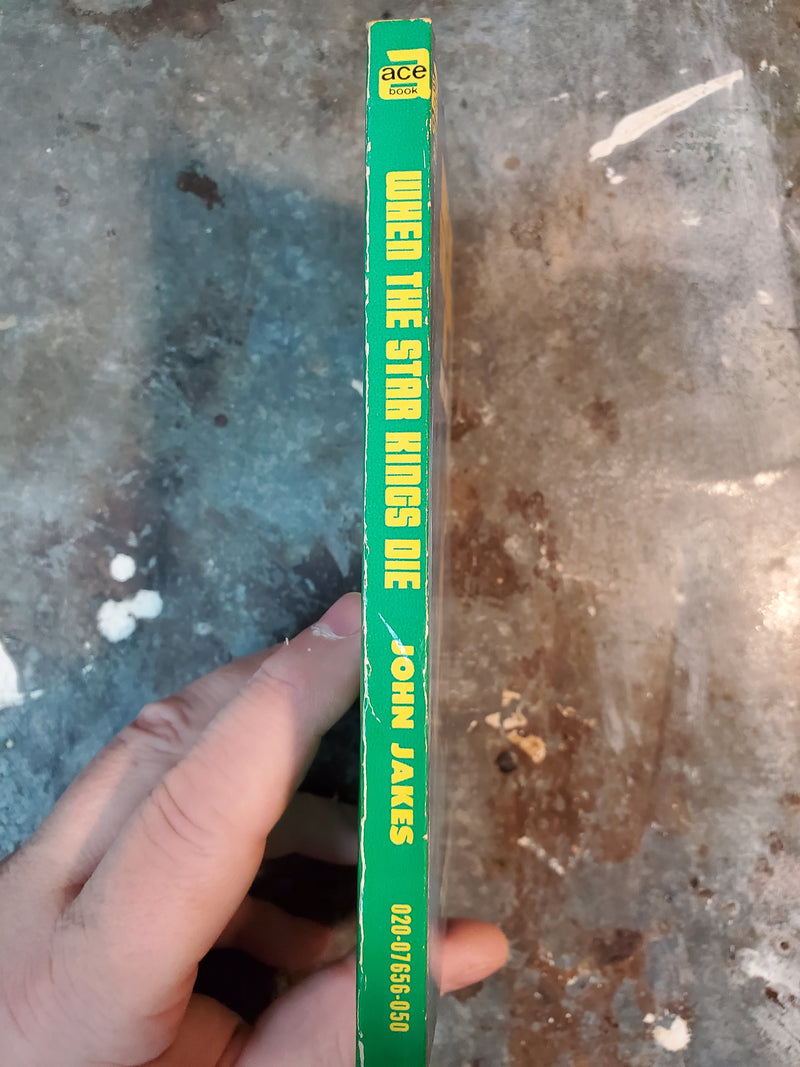 ace
book
WHEN THE STAR KINGS DIE
JOHN JAKES
020-07656-050